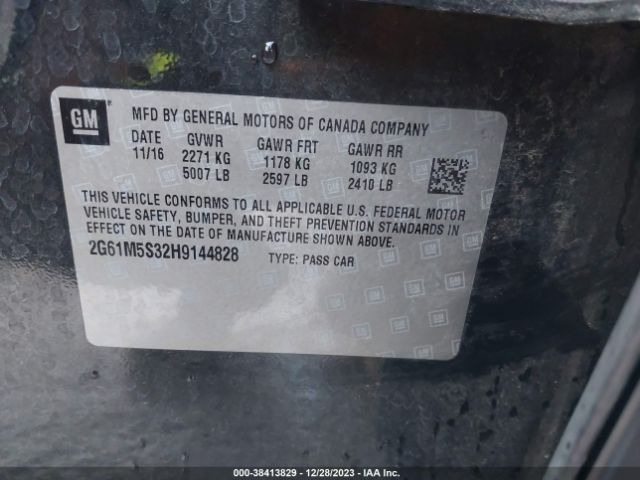 GM
MFD BY GENERAL MOTORS OF CANADA COMPANY
DATE GVWR GAWR FRT GAWR RR
11/16 2271 KG 1178 KG 1093 KG
5007 LB 2597 LB 2410 LB
THIS VEHICLE CONFORMS TO ALL APPLICABLE U.S. FEDERAL MOTOR
VEHICLE SAFETY, BUMPER, AND THEFT PREVENTION STANDARDS IN
EFFECT ON THE DATE OF MANUFACTURE SHOWN ABOVE.
2G61M5S32H9144828 TYPE: PASS CAR
000-38413829 - 12/28/2023 - IAA Inc.